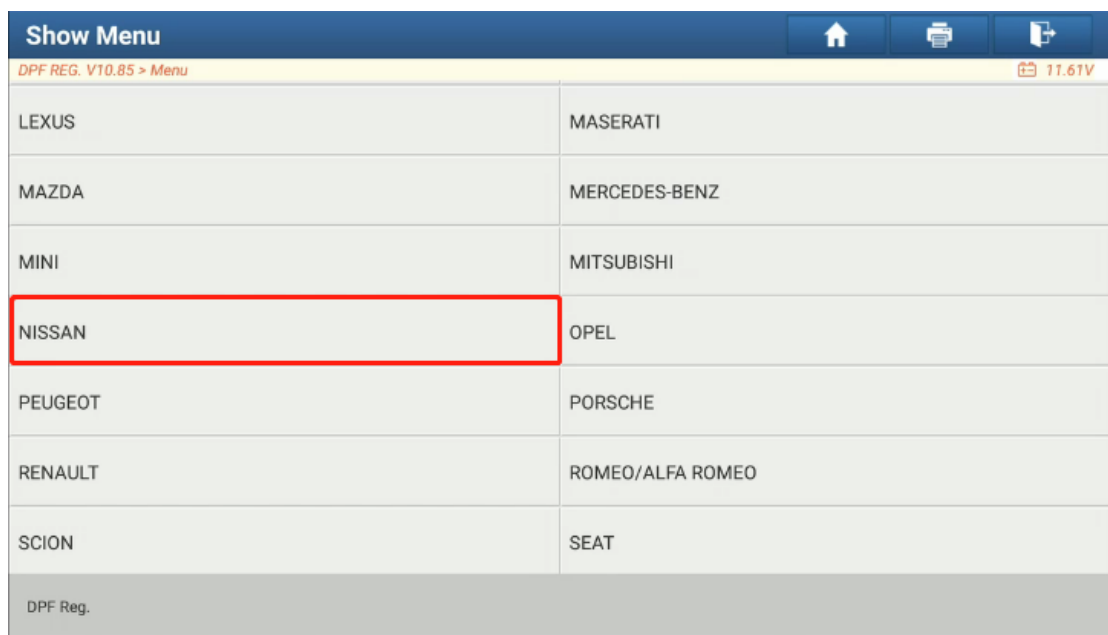 Show Menu
DPF REG. V10.85 > Menu
11.61V
LEXUS
MASERATI
MAZDA
MERCEDES-BENZ
MINI
MITSUBISHI
NISSAN
OPEL
PEUGEOT
PORSCHE
RENAULT
ROMEO/ALFA ROMEO
SCION
SEAT
DPF Reg.